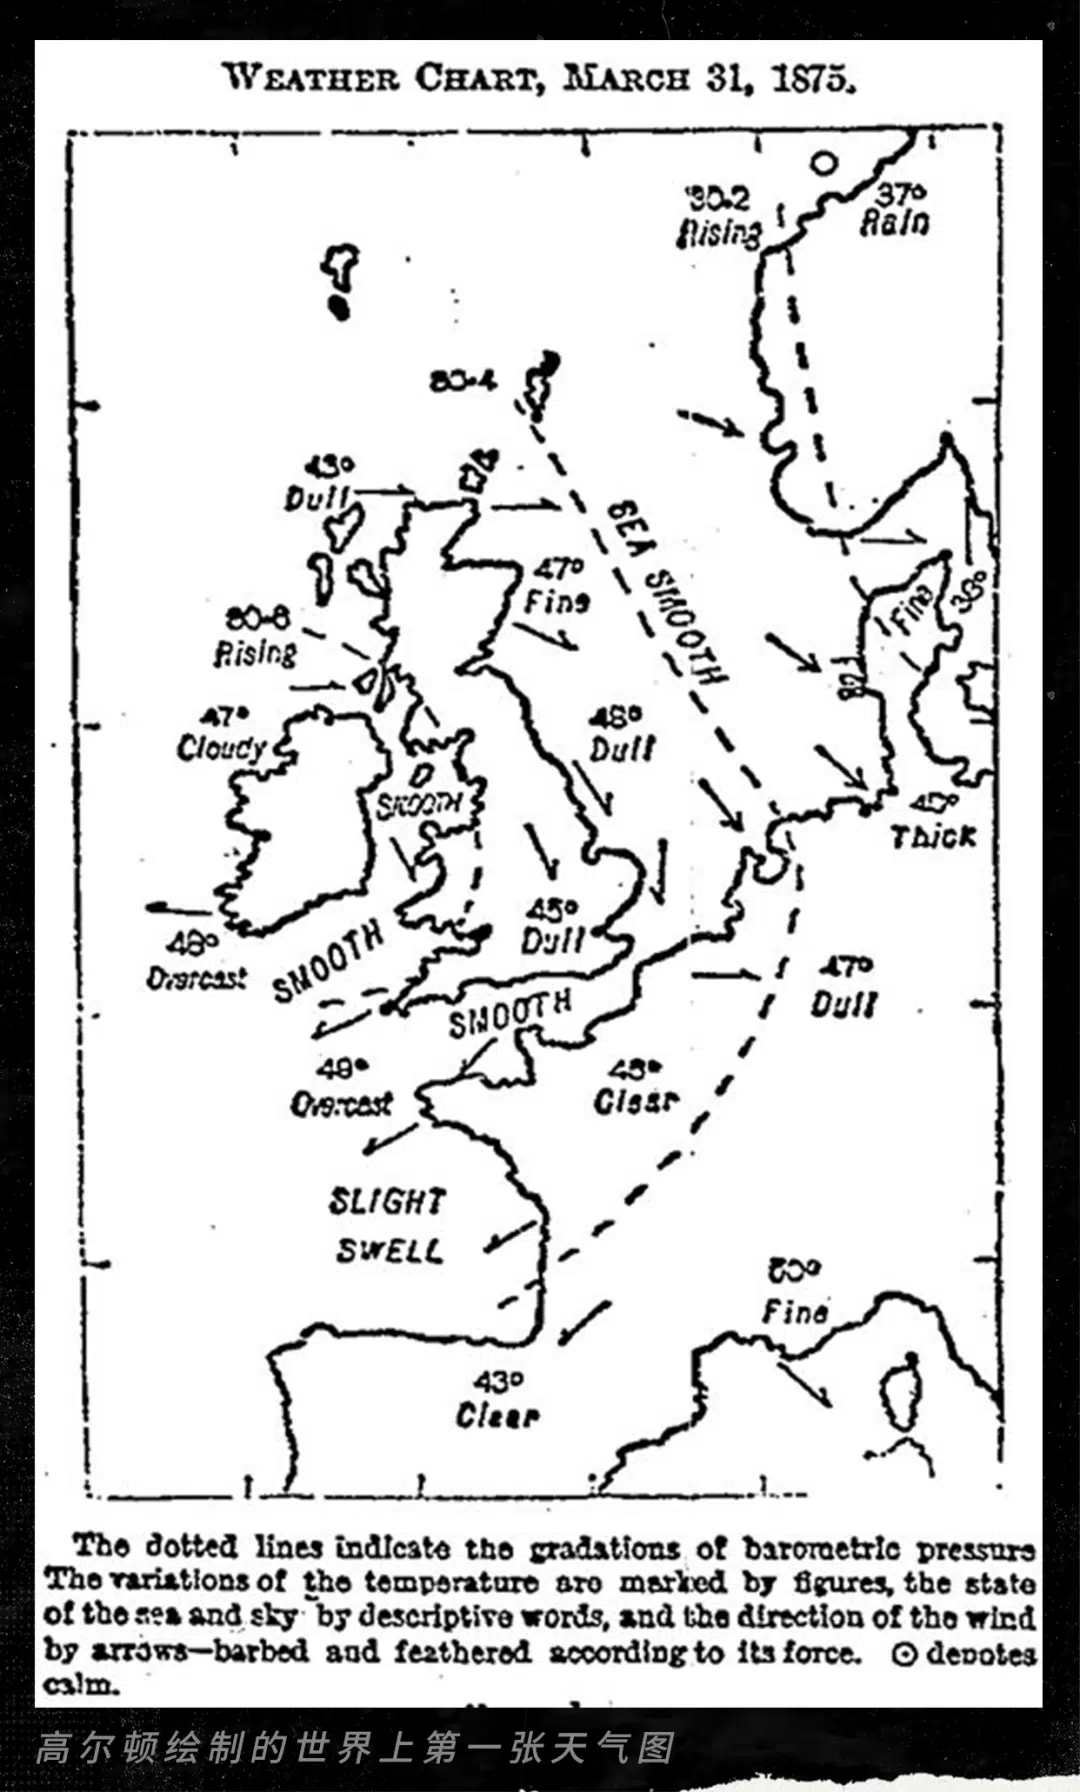 WEATHER CHART, MARCH 31, 1875.
30.2
Rising
37°
Rain
30.4
43°
Dull
SEA SMOOTH
47°
Fine
Fine
30.6
Rising
47°
Cloudy
48°
Dull
SMOOTH
40°
Thick
45°
Dull
48°
Overcast
SMOOTH
47°
Dull
SMOOTH
49°
Overcast
Clear
SLIGHT
SWELL
50°
Fine
43°
Clear
The dotted lines indicate the gradations of barometric pressure
The variations of the temperature are marked by figures, the state
of the sea and sky by descriptive words, and the direction of the wind
by arrows—barbed and feathered according to its force. ⊙ denotes
calm.
高尔顿绘制的世界上第一张天气图